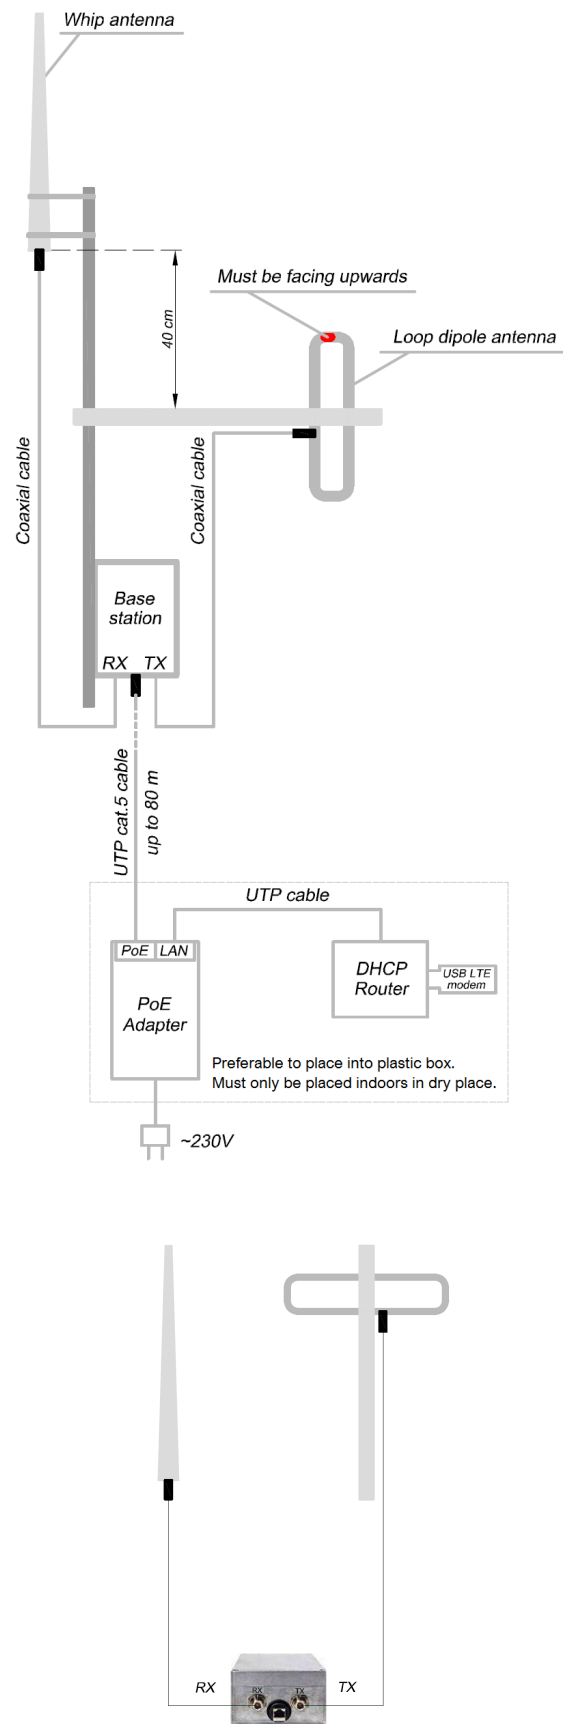 Whip antenna
Must be facing upwards
40 cm
Loop dipole antenna
Coaxial cable
Coaxial cable
Base
station
RX TX
UTP cat.5 cable
up to 80 m
UTP cable
PoE LAN
DHCP
Router
USB LTE
modem
PoE
Adapter
Preferable to place into plastic box.
Must only be placed indoors in dry place.
~230V
RX
RX
TX
TX